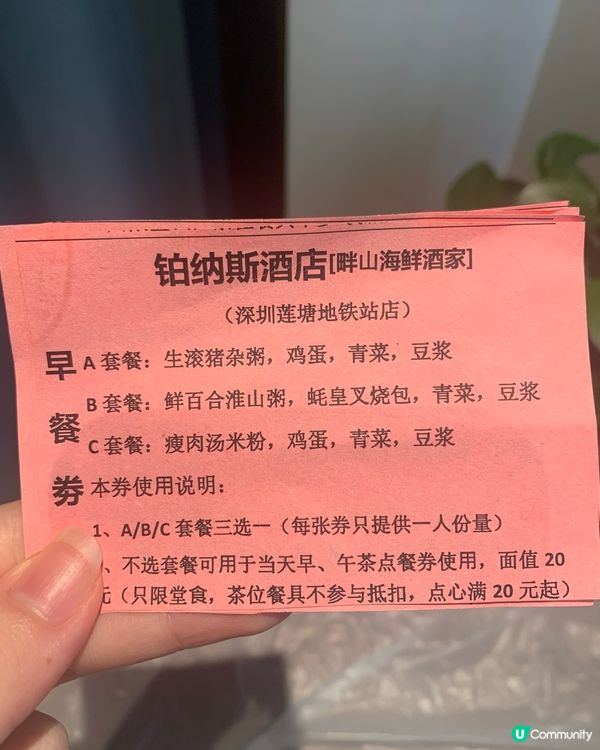 铂纳斯酒店[畔山海鲜酒家]
（深圳莲塘地铁站店）
早餐券
A 套餐：生滚猪杂粥，鸡蛋，青菜，豆浆
B 套餐：鲜百合淮山粥，蚝皇叉烧包，青菜，豆浆
C 套餐：瘦肉汤米粉，鸡蛋，青菜，豆浆
本券使用说明：
1、A/B/C 套餐三选一（每张券只提供一人份量）
、不选套餐可用于当天早、午茶点餐券使用，面值 20
元（只限堂食，茶位餐具不参与抵扣，点心满 20 元起）
U Community